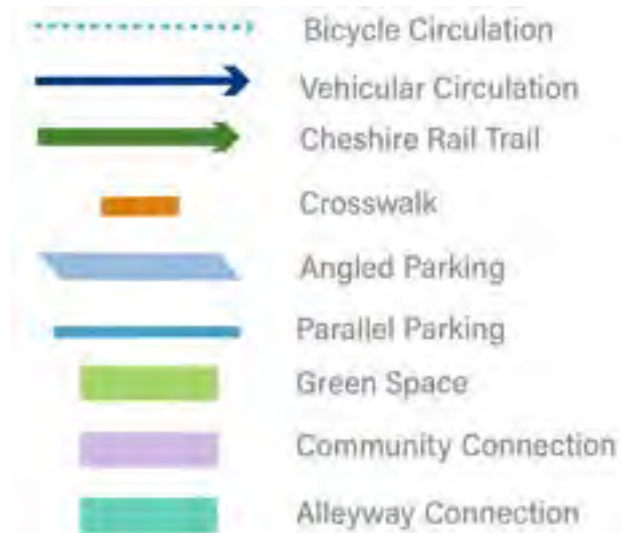 Bicycle Circulation
Vehicular Circulation
Cheshire Rail Trail
Crosswalk
Angled Parking
Parallel Parking
Green Space
Community Connection
Alleyway Connection